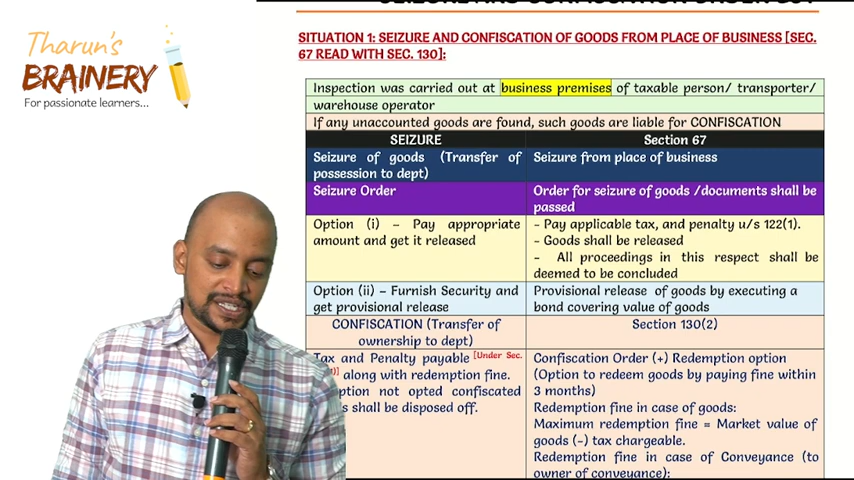 Tharun's
BRAINERY
For passionate learners...
SITUATION 1: SEIZURE AND CONFISCATION OF GOODS FROM PLACE OF BUSINESS [SEC.
67 READ WITH SEC. 130]:
Inspection was carried out at business premises of taxable person/ transporter/
warehouse operator
If any unaccounted goods are found, such goods are liable for CONFISCATION
SEIZURE
Section 67
Seizure of goods (Transfer of
possession to dept)
Seizure from place of business
Seizure Order
Order for seizure of goods /documents shall be
passed
Option (i) – Pay appropriate
amount and get it released
- Pay applicable tax, and penalty u/s 122(1).
- Goods shall be released
- All proceedings in this respect shall be
deemed to be concluded
Option (ii) – Furnish Security and
get provisional release
Provisional release of goods by executing a
bond covering value of goods
CONFISCATION (Transfer of
ownership to dept)
Section 130(2)
Tax and Penalty payable [Under Sec.
along with redemption fine.
not opted confiscated
shall be disposed off.
Confiscation Order (+) Redemption option
(Option to redeem goods by paying fine within
3 months)
Redemption fine in case of goods:
Maximum redemption fine = Market value of
goods (-) tax chargeable.
Redemption fine in case of Conveyance (to
owner of conveyance):